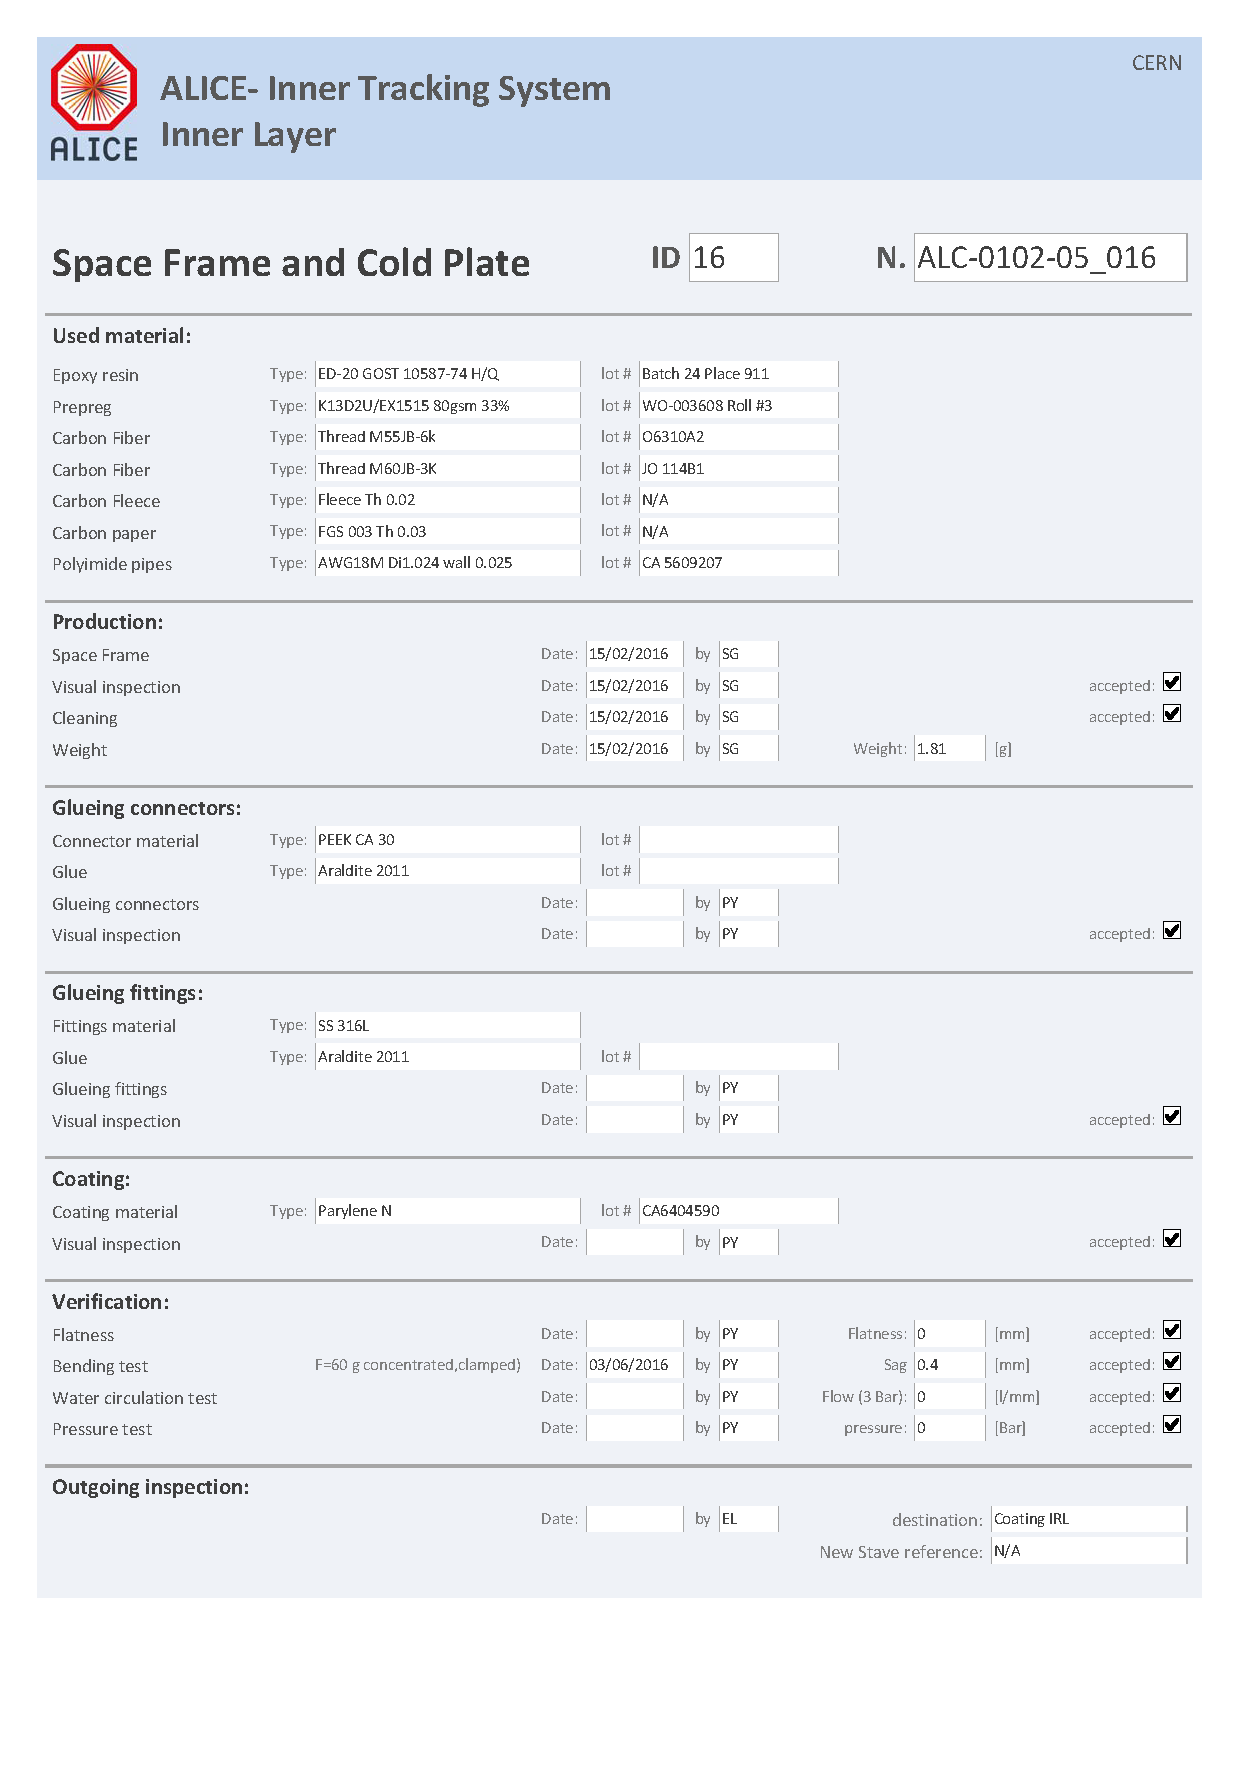 CERN
ALICE- Inner Tracking System
Inner Layer
ALICE
Space Frame and Cold Plate ID 16 N. ALC-0102-05_016
Used material:
Epoxy resin Type: ED-20 GOST 10587-74 H/Q lot # Batch 24 Place 911
Prepreg Type: K13D2U/EX1515 80gsm 33% lot # WO-003608 Roll #3
Carbon Fiber Type: Thread M55JB-6k lot # O6310A2
Carbon Fiber Type: Thread M60JB-3K lot # JO 114B1
Carbon Fleece Type: Fleece Th 0.02 lot # N/A
Carbon paper Type: FGS 003 Th 0.03 lot # N/A
Polyimide pipes Type: AWG18M Di1.024 wall 0.025 lot # CA 5609207
Production:
Space Frame Date: 15/02/2016 by SG
Visual inspection Date: 15/02/2016 by SG accepted:
Cleaning Date: 15/02/2016 by SG accepted:
Weight Date: 15/02/2016 by SG Weight: 1.81 [g]
Glueing connectors:
Connector material Type: PEEK CA 30 lot #
Glue Type: Araldite 2011 lot #
Glueing connectors Date: by PY
Visual inspection Date: by PY accepted:
Glueing fittings:
Fittings material Type: SS 316L
Glue Type: Araldite 2011 lot #
Glueing fittings Date: by PY
Visual inspection Date: by PY accepted:
Coating:
Coating material Type: Parylene N lot # CA6404590
Visual inspection Date: by PY accepted:
Verification:
Flatness Date: by PY Flatness: 0 [mm] accepted:
Bending test F=60 g concentrated,clamped) Date: 03/06/2016 by PY Sag 0.4 [mm] accepted:
Water circulation test Date: by PY Flow (3 Bar): 0 [l/mm] accepted:
Pressure test Date: by PY pressure: 0 [Bar] accepted:
Outgoing inspection:
Date: by EL destination: Coating IRL
New Stave reference: N/A